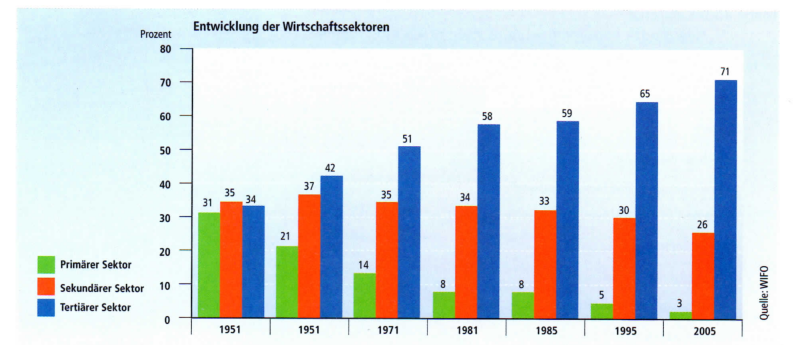 Entwicklung der Wirtschaftssektoren
Prozent
80
70
60
50
40
30
20
10
0
31 35 34
21 37 42
14 35 51
8 34 58
8 33 59
5 30 65
3 26 71
1951 1951 1971 1981 1985 1995 2005
Primärer Sektor
Sekundärer Sektor
Tertiärer Sektor
Quelle: WIFO